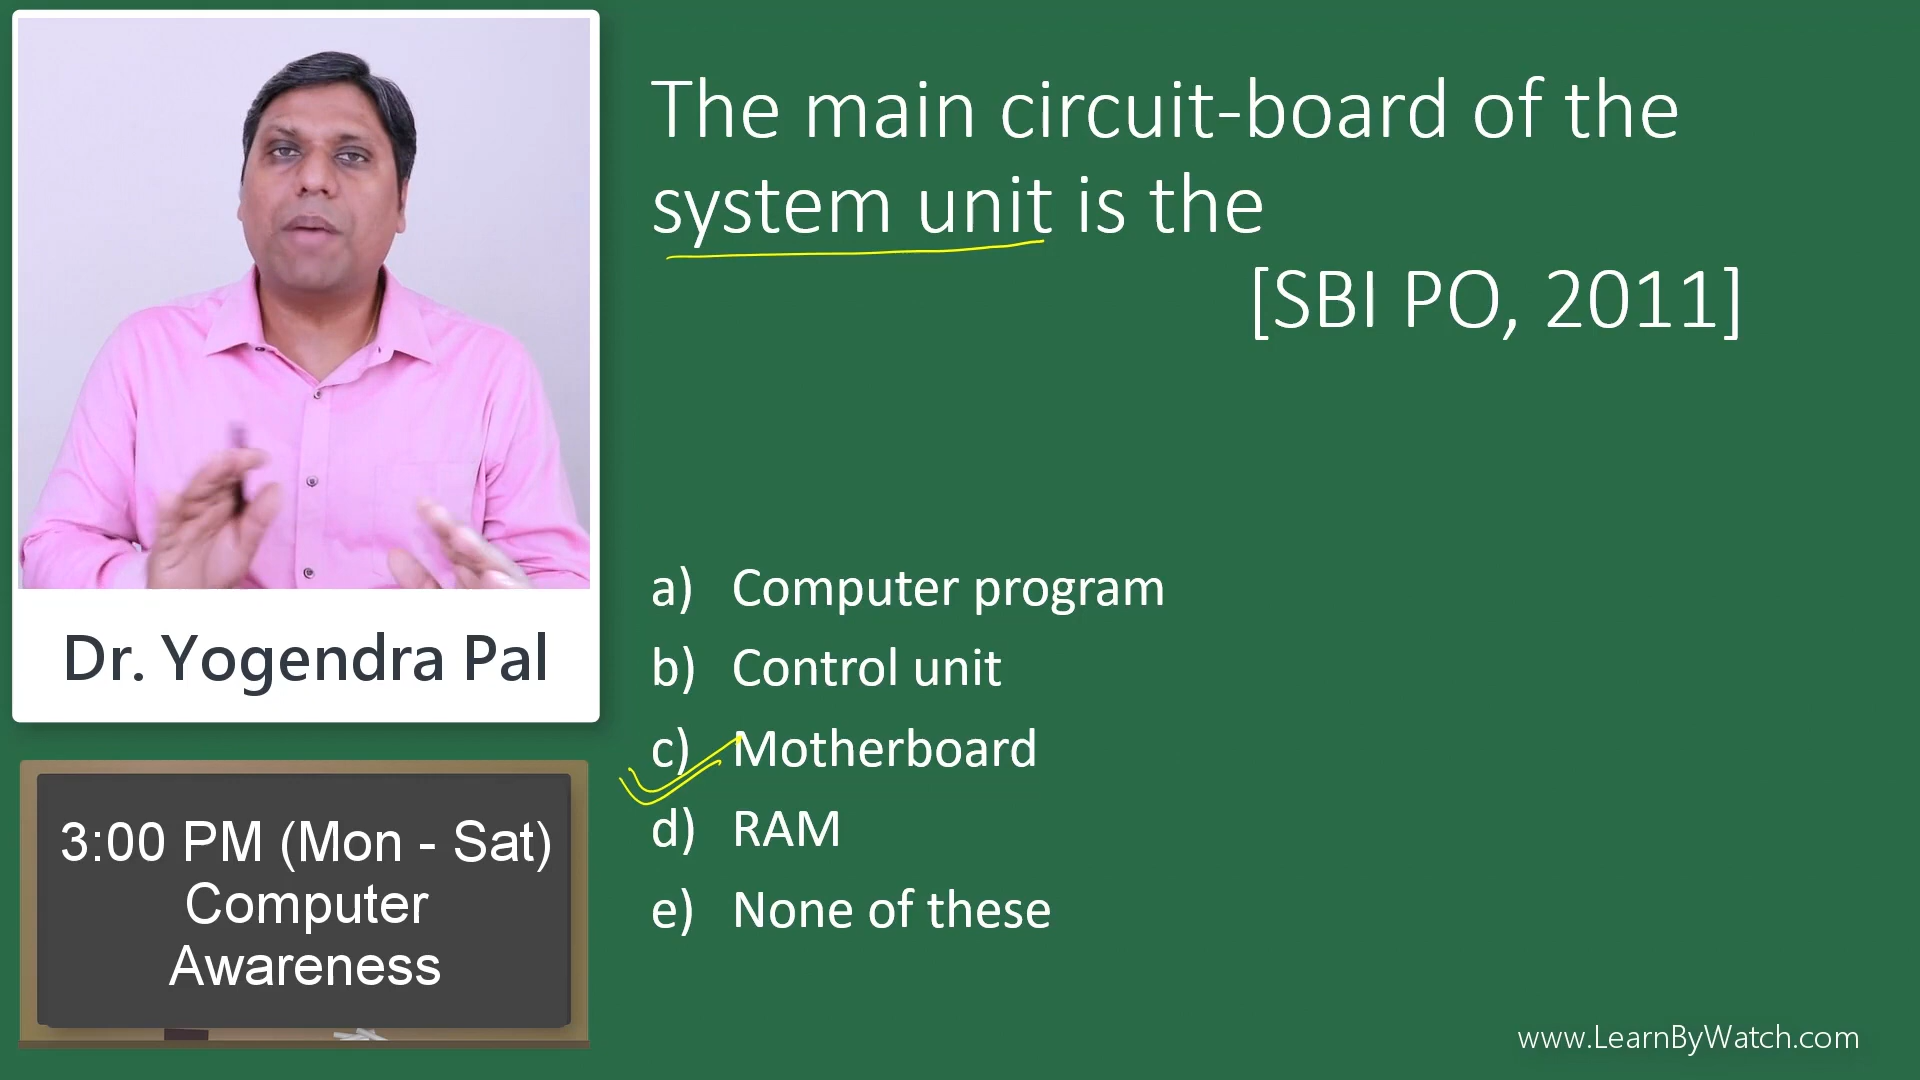 The main circuit-board of the
system unit is the
[SBI PO, 2011]
a) Computer program
b) Control unit
c) Motherboard
d) RAM
e) None of these
Dr. Yogendra Pal
3:00 PM (Mon - Sat)
Computer
Awareness
www.LearnByWatch.com